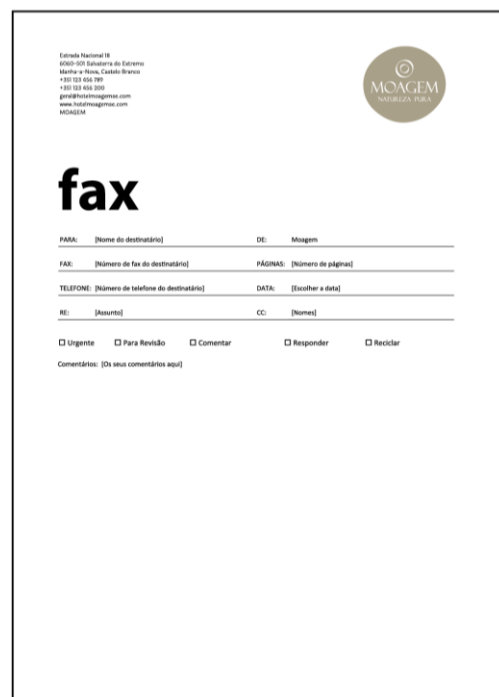 Estrada Nacional 18
6060-501 Salvaterra do Extremo
Idanha-a-Nova, Castelo Branco
+351 123 456 789
+351 123 456 200
geral@hotelmoagemse.com
www.hotelmoagemse.com
MOAGEM
MOAGEM
NATUREZA PURA
fax
PARA: [Nome do destinatário] DE: Moagem
FAX: [Número de fax do destinatário] PÁGINAS: [Número de páginas]
TELEFONE: [Número de telefone do destinatário] DATA: [Escolher a data]
RE: [Assunto] CC: [Nomes]
☐ Urgente ☐ Para Revisão ☐ Comentar ☐ Responder ☐ Reciclar
Comentários: [Os seus comentários aqui]